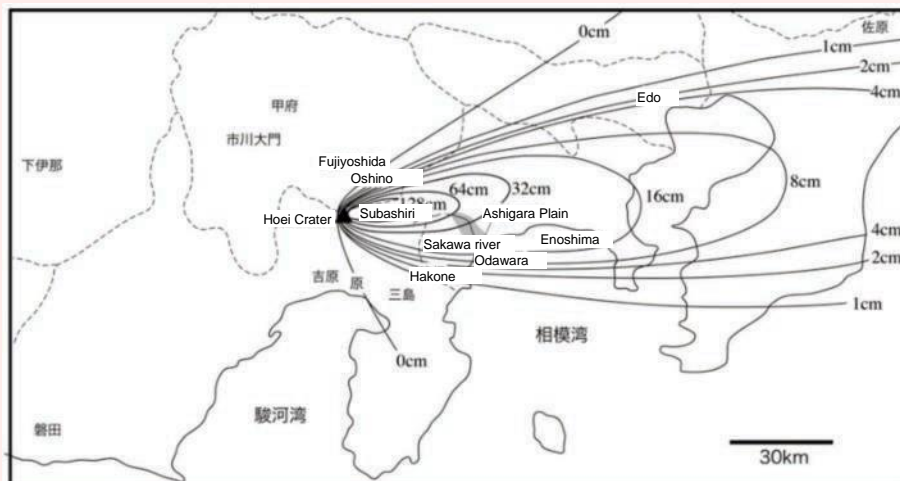 0cm
佐原
1cm
2cm
4cm
Edo
甲府
市川大門
下伊那
Fujiyoshida
Oshino
64cm
32cm
8cm
128cm
16cm
Hoei Crater
Subashiri
Ashigara Plain
4cm
Sakawa river
Enoshima
2cm
Odawara
Hakone
吉原
原
三島
1cm
相模湾
0cm
駿河湾
磐田
30km